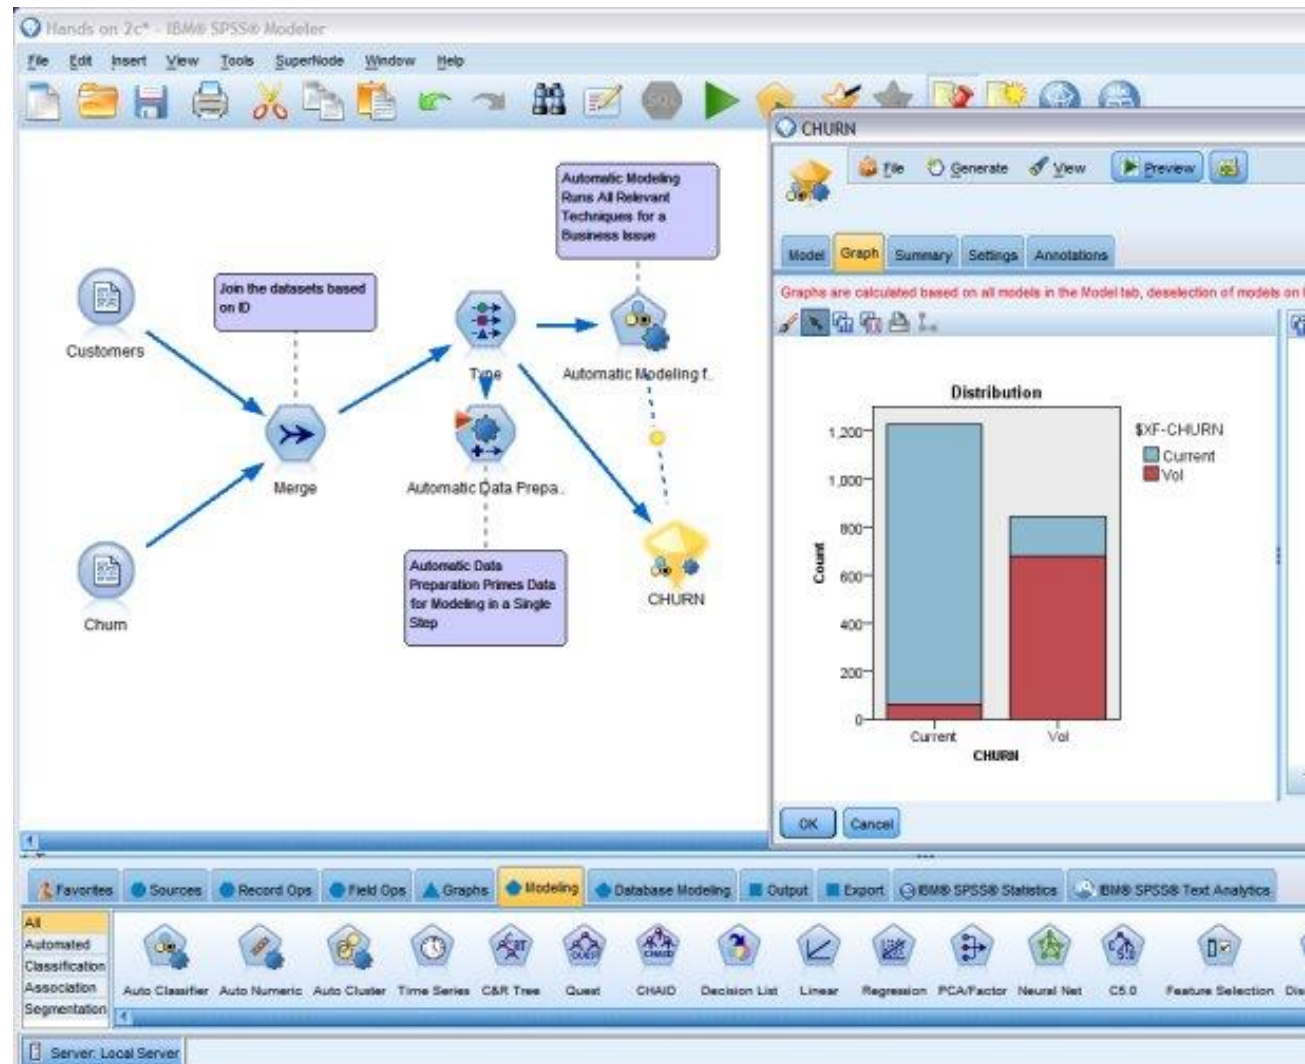 Hands on 2c* - IBM® SPSS® Modeler
File Edit Insert View Tools SuperNode Window Help
SQL
CHURN
File Generate View Preview
Model Graph Summary Settings Annotations
Graphs are calculated based on all models in the Model tab, deselection of models on
Automatic Modeling
Runs All Relevant
Techniques for a
Business Issue
Join the datasets based
on ID
Customers
Type
Automatic Modeling f..
Merge
Automatic Data Prepa..
Churn
Automatic Data
Preparation Primes Data
for Modeling in a Single
Step
CHURN
Distribution
1,200
1,000
800
600
400
200
0
Count
Current
Vol
CHURN
$XF-CHURN
Current
Vol
OK Cancel
Favorites Sources Record Ops Field Ops Graphs Modeling Database Modeling Output Export IBM® SPSS® Statistics IBM® SPSS® Text Analytics
All
Automated
Classification
Association
Segmentation
C&RT QUEST CHAID C5.0
Auto Classifier Auto Numeric Auto Cluster Time Series C&R Tree Quest CHAID Decision List Linear Regression PCA/Factor Neural Net C5.0 Feature Selection
Server: Local Server